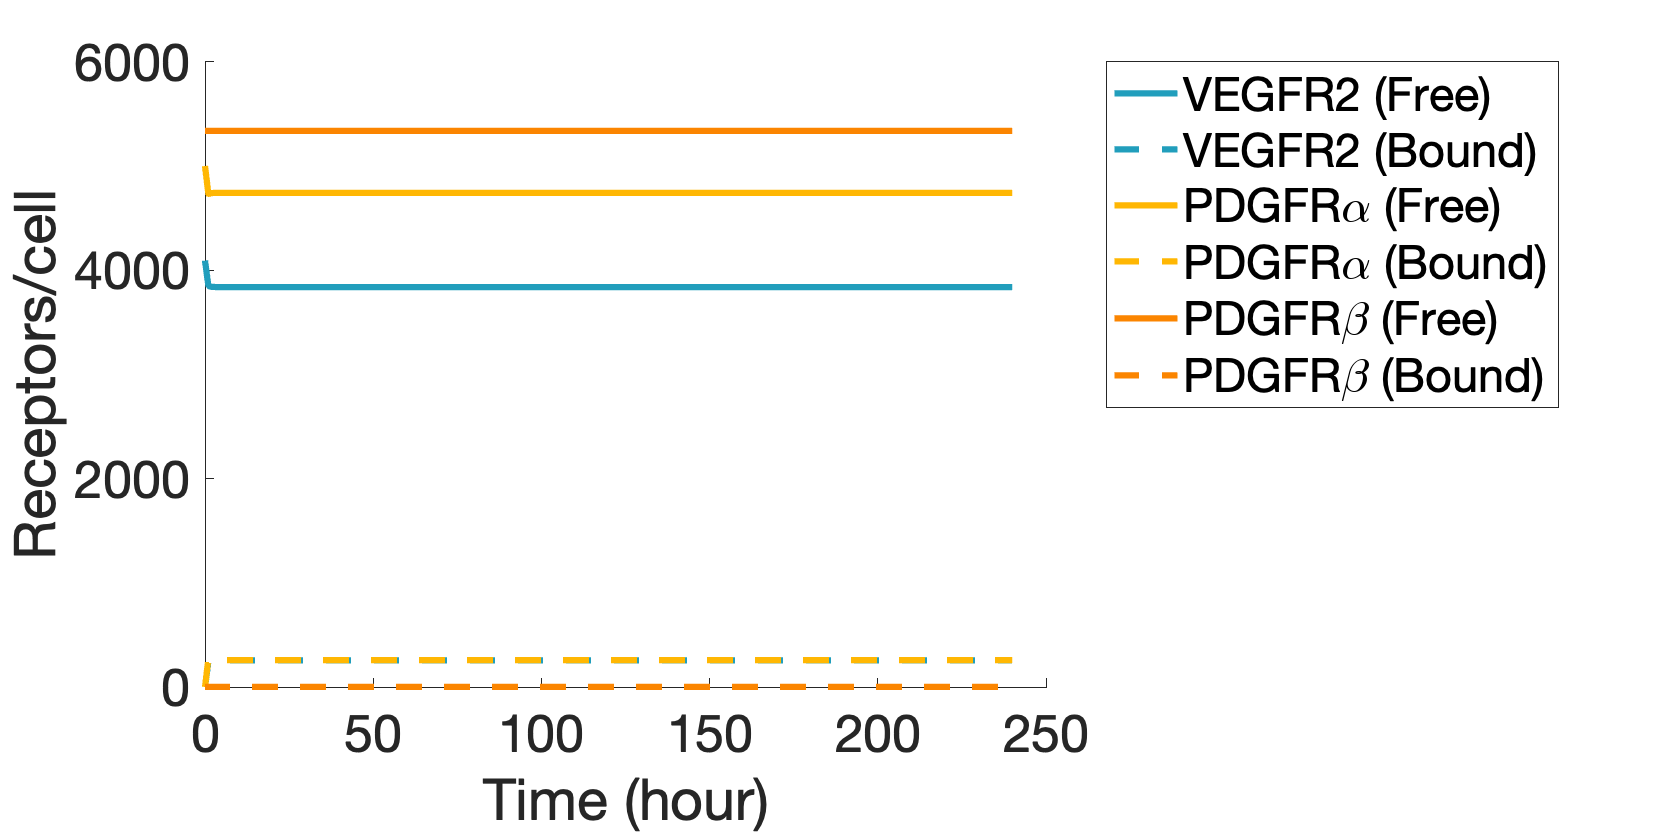 6000
4000
2000
0
Receptors/cell
0 50 100 150 200 250
Time (hour)
VEGFR2 (Free)
VEGFR2 (Bound)
PDGFRα (Free)
PDGFRα (Bound)
PDGFRβ (Free)
PDGFRβ (Bound)